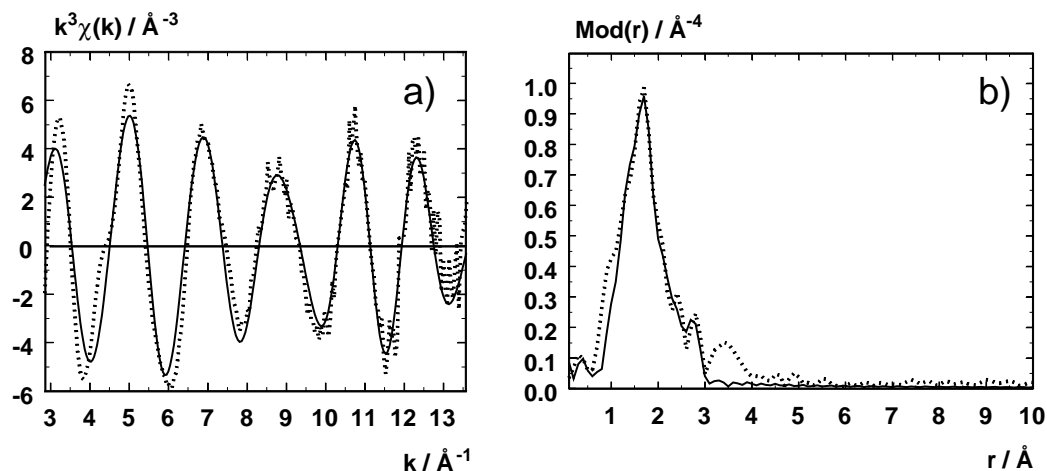 k³χ(k) / Å⁻³
8
6
4
2
0
-2
-4
-6
a)
3 4 5 6 7 8 9 10 11 12 13
k / Å⁻¹
Mod(r) / Å⁻⁴
1.0
0.9
0.8
0.7
0.6
0.5
0.4
0.3
0.2
0.1
0.0
b)
1 2 3 4 5 6 7 8 9 10
r / Å